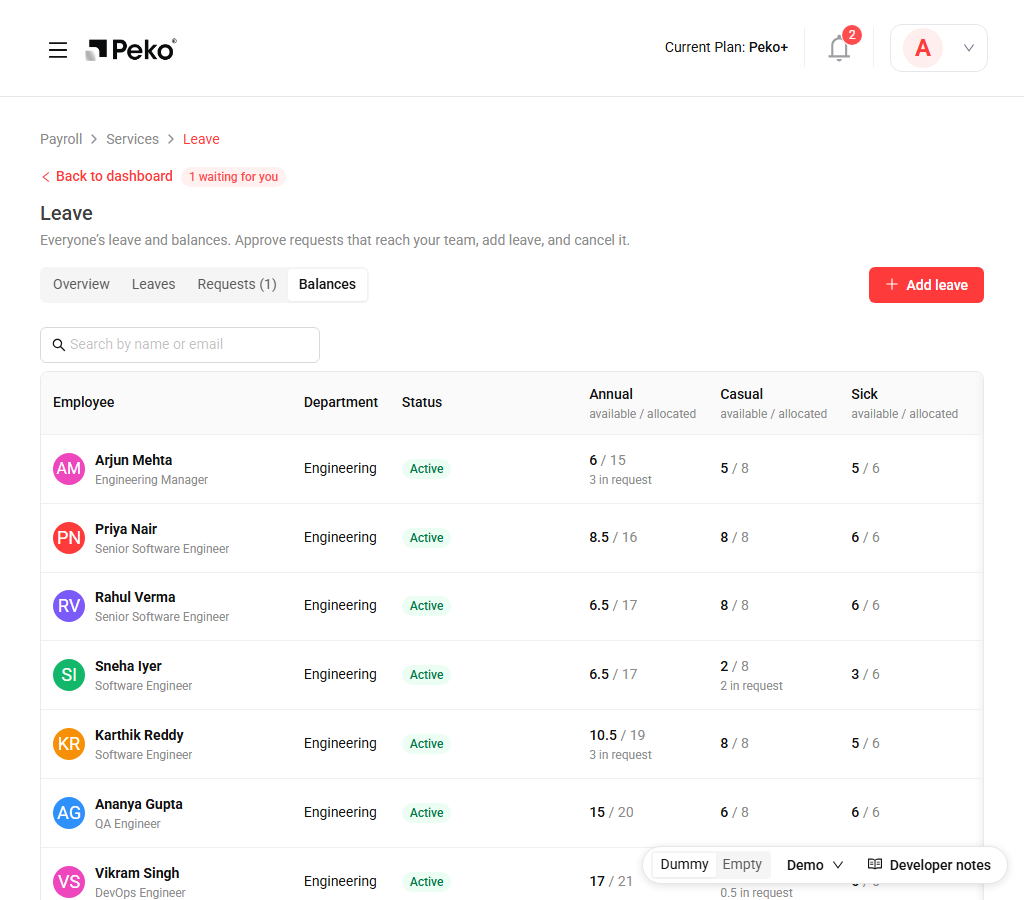 Peko®
Current Plan: Peko+
2
A
Payroll > Services > Leave
Back to dashboard
1 waiting for you
Leave
Everyone's leave and balances. Approve requests that reach your team, add leave, and cancel it.
Overview Leaves Requests (1) Balances
Add leave
Search by name or email
Employee Department Status Annual Casual Sick
available / allocated available / allocated available / allocated
AM Arjun Mehta Engineering Active 6 / 15 5 / 8 5 / 6
Engineering Manager 3 in request
PN Priya Nair Engineering Active 8.5 / 16 8 / 8 6 / 6
Senior Software Engineer
RV Rahul Verma Engineering Active 6.5 / 17 8 / 8 6 / 6
Senior Software Engineer
SI Sneha Iyer Engineering Active 6.5 / 17 2 / 8 3 / 6
Software Engineer 2 in request
KR Karthik Reddy Engineering Active 10.5 / 19 8 / 8 5 / 6
Software Engineer 3 in request
AG Ananya Gupta Engineering Active 15 / 20 6 / 8 6 / 6
QA Engineer
Dummy Empty Demo Developer notes
VS Vikram Singh Engineering Active 17 / 21
DevOps Engineer 0.5 in request